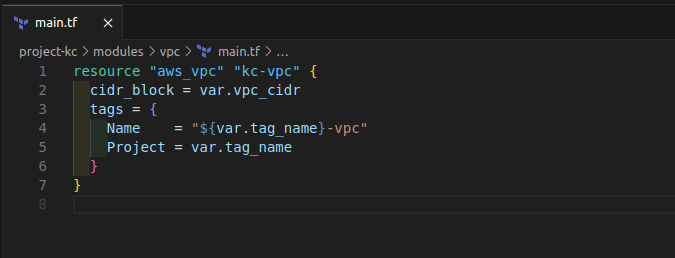 main.tf ×
project-kc > modules > vpc > main.tf > ...
1 resource "aws_vpc" "kc-vpc" {
2   cidr_block = var.vpc_cidr
3   tags = {
4     Name    = "${var.tag_name}-vpc"
5     Project = var.tag_name
6   }
7 }
8